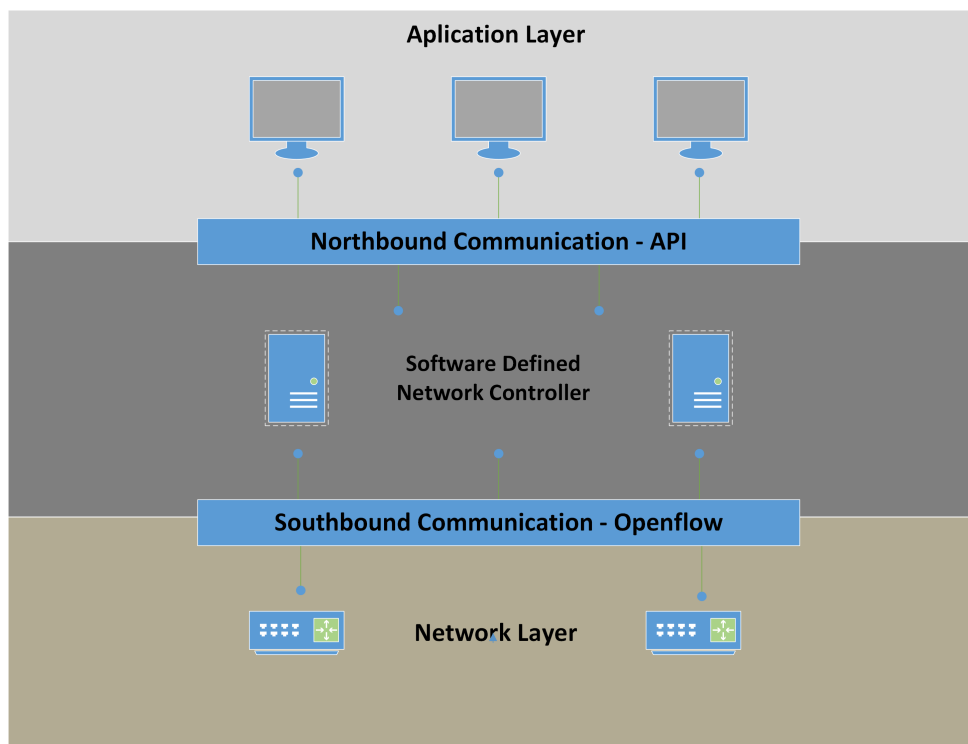 Aplication Layer
Northbound Communication - API
Software Defined
Network Controller
Southbound Communication - Openflow
Network Layer